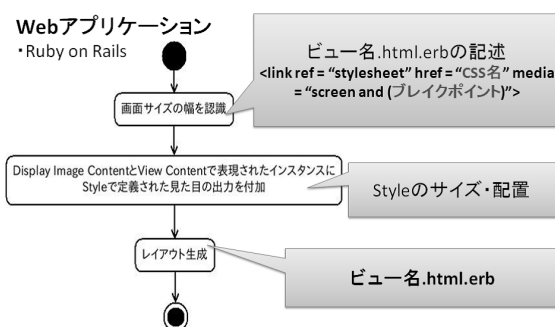 Webアプリケーション
・Ruby on Rails
ビュー名.html.erbの記述
<link ref = “stylesheet” href = “CSS名” media
= “screen and (ブレイクポイント)”>
画面サイズの幅を認識
Display Image ContentとView Contentで表現されたインスタンスに
Styleで定義された見た目の出力を付加
Styleのサイズ・配置
レイアウト生成
ビュー名.html.erb